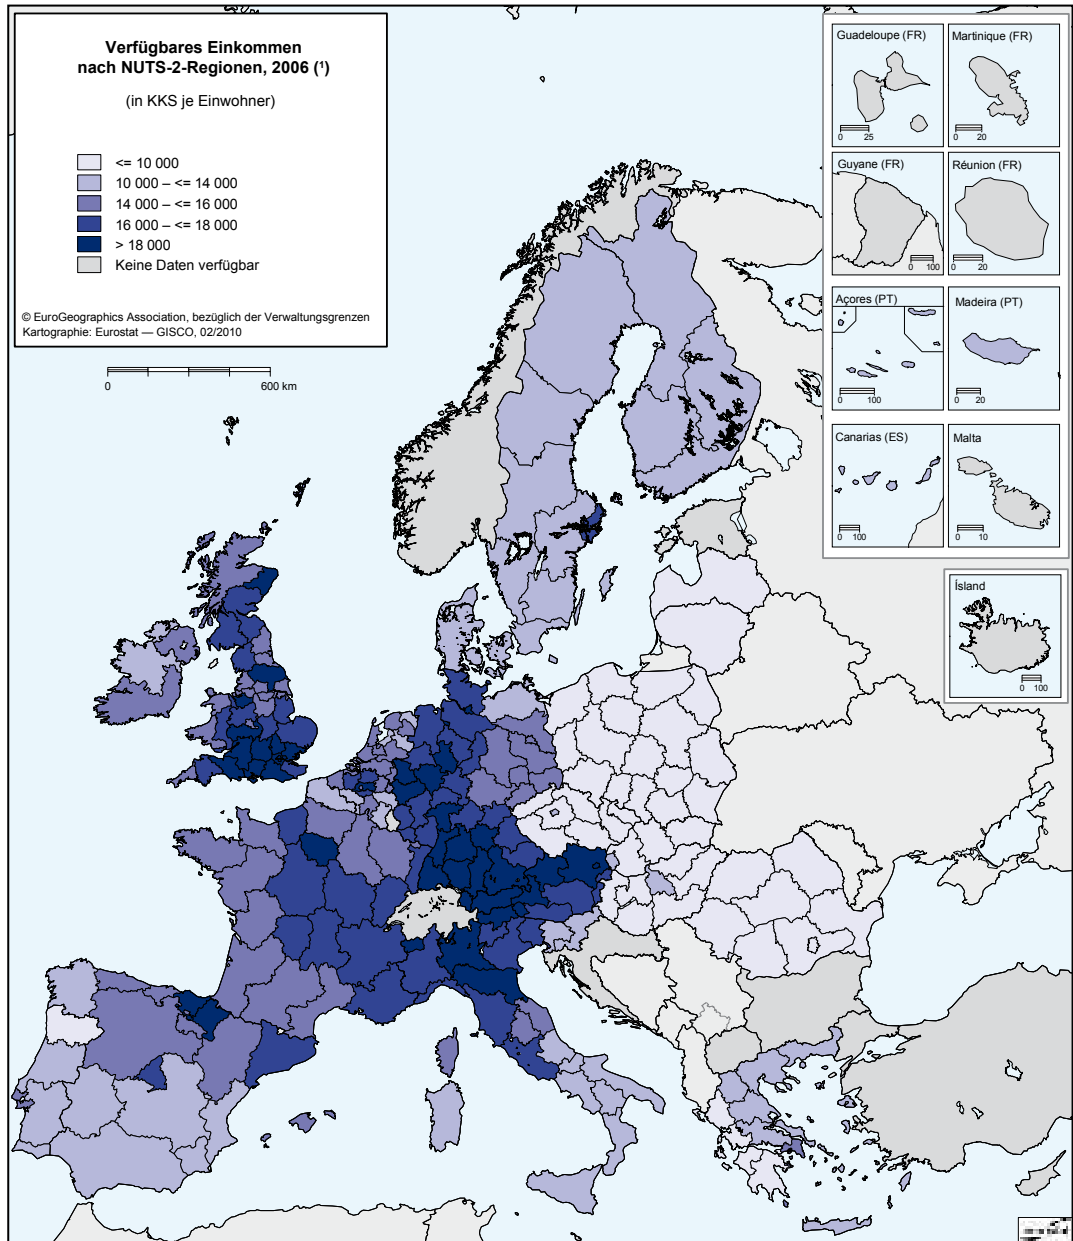 Verfügbares Einkommen
nach NUTS-2-Regionen, 2006 (¹)
(in KKS je Einwohner)
<= 10 000
10 000 – <= 14 000
14 000 – <= 16 000
16 000 – <= 18 000
> 18 000
Keine Daten verfügbar
© EuroGeographics Association, bezüglich der Verwaltungsgrenzen
Kartographie: Eurostat — GISCO, 02/2010
0 600 km
Guadeloupe (FR)
0 25
Martinique (FR)
0 20
Guyane (FR)
0 100
Réunion (FR)
0 20
Açores (PT)
0 100
Madeira (PT)
0 20
Canarias (ES)
0 100
Malta
0 10
Ísland
0 100